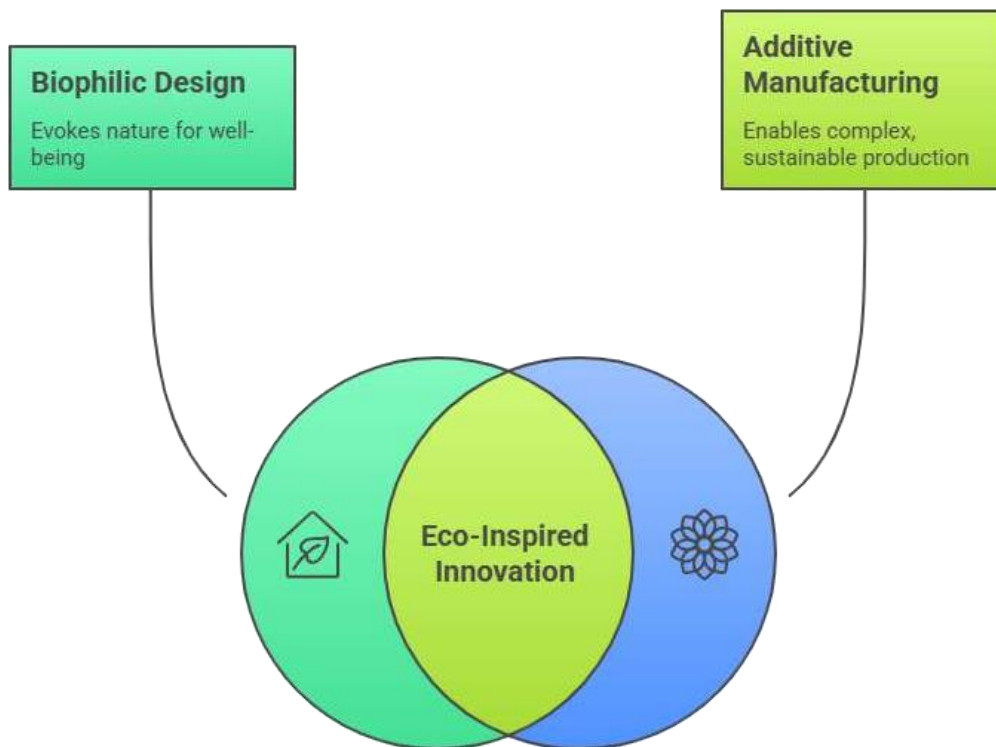 Biophilic Design
Evokes nature for well-
being
Additive
Manufacturing
Enables complex,
sustainable production
Eco-Inspired
Innovation